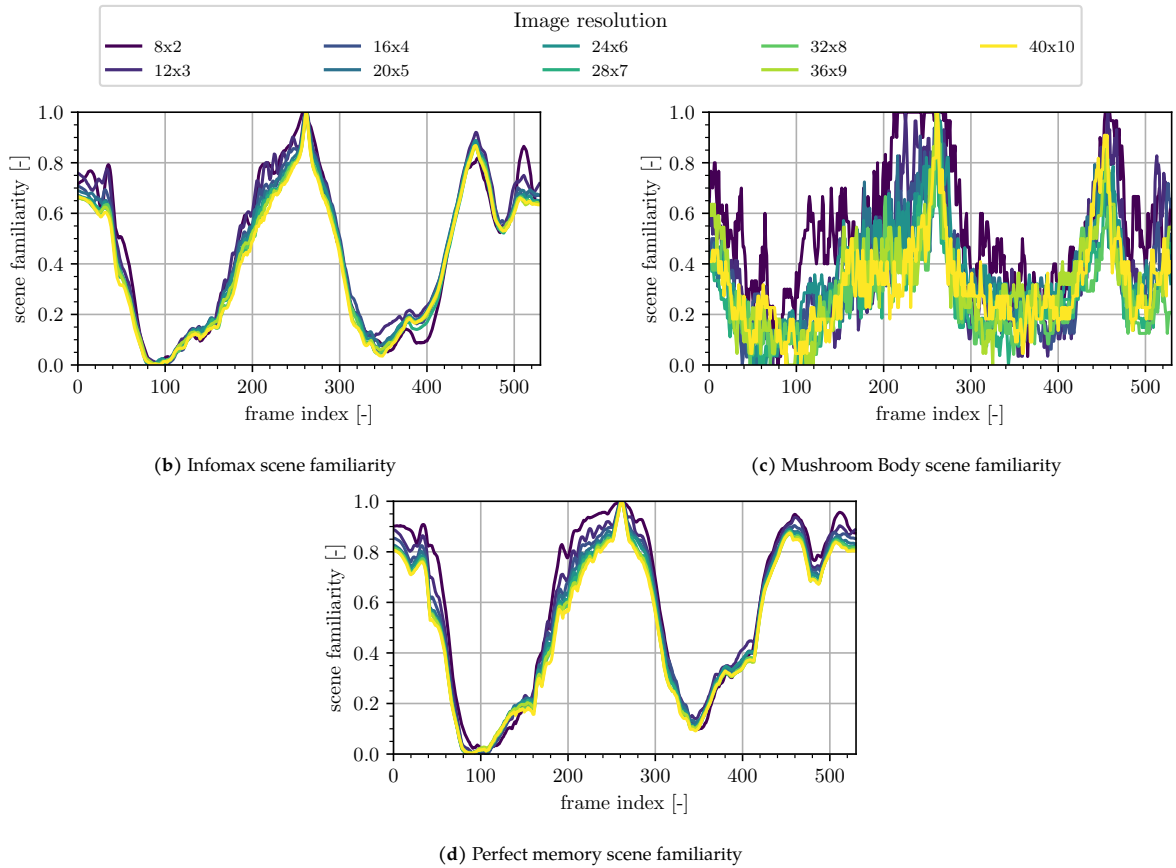 Image resolution
8x2 16x4 24x6 32x8 40x10
12x3 20x5 28x7 36x9
1.0
0.8
0.6
0.4
0.2
0.0
scene familiarity [-]
0 100 200 300 400 500
frame index [-]
(b) Infomax scene familiarity
1.0
0.8
0.6
0.4
0.2
0.0
scene familiarity [-]
0 100 200 300 400 500
frame index [-]
(c) Mushroom Body scene familiarity
1.0
0.8
0.6
0.4
0.2
0.0
scene familiarity [-]
0 100 200 300 400 500
frame index [-]
(d) Perfect memory scene familiarity